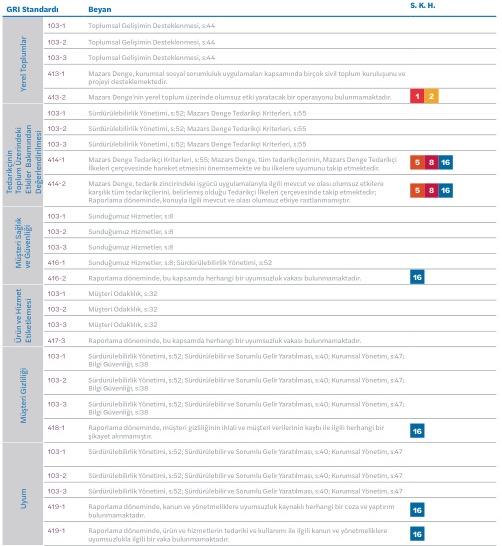 GRI Standardı Beyan S. K. H.
Yerel Toplumlar
103-1 Toplumsal Gelişimin Desteklenmesi, s:44
103-2 Toplumsal Gelişimin Desteklenmesi, s:44
103-3 Toplumsal Gelişimin Desteklenmesi, s:44
413-1 Mazars Denge, kurumsal sosyal sorumluluk uygulamaları kapsamında birçok sivil toplum kuruluşunu ve
projeyi desteklemektedir.
413-2 Mazars Denge'nin yerel toplum üzerinde olumsuz etki yaratacak bir operasyonu bulunmamaktadır. 1 2
Tedarikçinin
Toplum Üzerindeki
Etkiler Bakımından
Değerlendirilmesi
103-1 Sürdürülebilirlik Yönetimi, s:52; Mazars Denge Tedarikçi Kriterleri, s:55
103-2 Sürdürülebilirlik Yönetimi, s:52; Mazars Denge Tedarikçi Kriterleri, s:55
103-3 Sürdürülebilirlik Yönetimi, s:52; Mazars Denge Tedarikçi Kriterleri, s:55
414-1 Mazars Denge Tedarikçi Kriterleri, s:55; Mazars Denge, tüm tedarikçilerinin, Mazars Denge Tedarikçi
İlkeleri çerçevesinde hareket etmesini önemsemekte ve bu ilkelere uyumunu takip etmektedir. 5 8 16
414-2 Mazars Denge, tedarik zincirindeki işgücü uygulamalarıyla ilgili mevcut ve olası olumsuz etkilere
karşılık tüm tedarikçilerini, belirlemiş olduğu Tedarikçi İlkeleri çerçevesinde takip etmektedir; 5 8 16
Raporlama döneminde, konuyla ilgili mevcut ve olası olumsuz etkiye rastlanmamıştır.
Müşteri Sağlık
ve Güvenliği
103-1 Sunduğumuz Hizmetler, s:8
103-2 Sunduğumuz Hizmetler, s:8
103-3 Sunduğumuz Hizmetler, s:8
416-1 Sunduğumuz Hizmetler, s:8; Sürdürülebilirlik Yönetimi, s:52
416-2 Raporlama döneminde, bu kapsamda herhangi bir uyumsuzluk vakası bulunmamaktadır. 16
Ürün ve Hizmet
Etiketlemesi
103-1 Müşteri Odaklılık, s:32
103-2 Müşteri Odaklılık, s:32
103-3 Müşteri Odaklılık, s:32
417-3 Raporlama döneminde, bu kapsamda herhangi bir uyumsuzluk vakası bulunmamaktadır.
Müşteri Gizliliği
103-1 Sürdürülebilirlik Yönetimi, s:52; Sürdürülebilir ve Sorumlu Gelir Yaratılması, s:40; Kurumsal Yönetim, s:47;
Bilgi Güvenliği, s:38
103-2 Sürdürülebilirlik Yönetimi, s:52; Sürdürülebilir ve Sorumlu Gelir Yaratılması, s:40; Kurumsal Yönetim, s:47;
Bilgi Güvenliği, s:38
103-3 Sürdürülebilirlik Yönetimi, s:52; Sürdürülebilir ve Sorumlu Gelir Yaratılması, s:40; Kurumsal Yönetim, s:47;
Bilgi Güvenliği, s:38
418-1 Raporlama döneminde, müşteri gizliliğinin ihlali ve müşteri verilerinin kaybı ile ilgili herhangi bir
şikayet alınmamıştır. 16
Uyum
103-1 Sürdürülebilirlik Yönetimi, s:52; Sürdürülebilir ve Sorumlu Gelir Yaratılması, s:40; Kurumsal Yönetim, s:47
103-2 Sürdürülebilirlik Yönetimi, s:52; Sürdürülebilir ve Sorumlu Gelir Yaratılması, s:40; Kurumsal Yönetim, s:47
103-3 Sürdürülebilirlik Yönetimi, s:52; Sürdürülebilir ve Sorumlu Gelir Yaratılması, s:40; Kurumsal Yönetim, s:47
419-1 Raporlama döneminde, kanun ve yönetmeliklere uyumsuzluk kaynaklı herhangi bir ceza ve yaptırım
bulunmamaktadır. 16
419-1 Raporlama döneminde, ürün ve hizmetlerin tedariki ve kullanımı ile ilgili kanun ve yönetmeliklere
uyumsuzlukla ilgili bir vaka bulunmamaktadır. 16